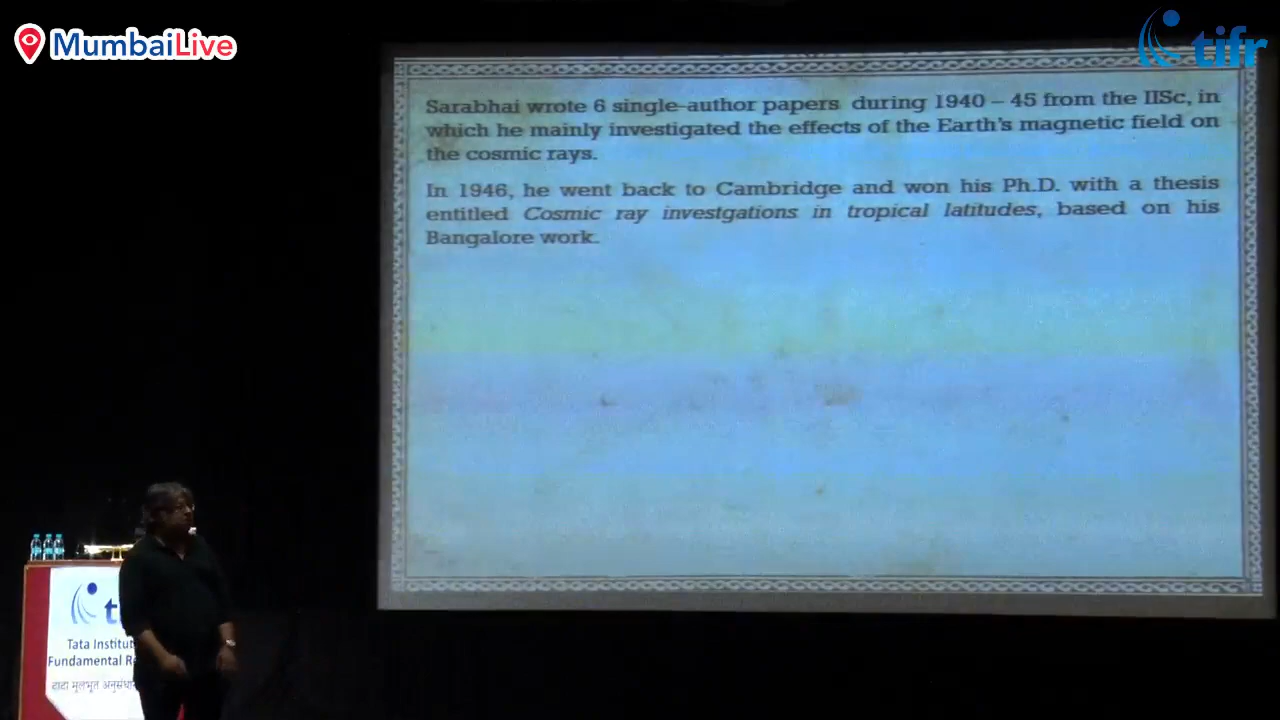 MumbaiLive
tifr
Sarabhai wrote 6 single-author papers during 1940 – 45 from the IISc, in
which he mainly investigated the effects of the Earth's magnetic field on
the cosmic rays.
In 1946, he went back to Cambridge and won his Ph.D. with a thesis
entitled Cosmic ray investgations in tropical latitudes, based on his
Bangalore work.
Tata Institut
Fundamental R
टाटा मूलभूत अनुसंधान